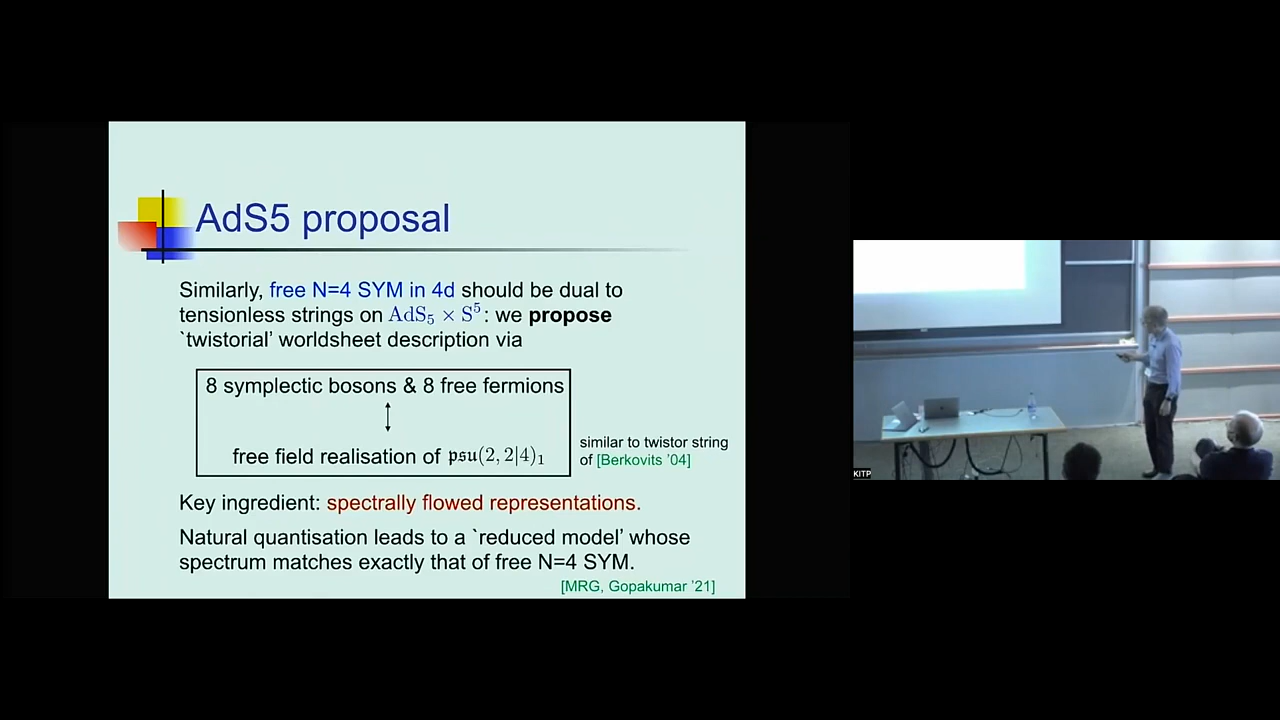 AdS5 proposal
Similarly, free N=4 SYM in 4d should be dual to
tensionless strings on AdS₅ × S⁵: we propose
`twistorial' worldsheet description via
8 symplectic bosons & 8 free fermions
↕
free field realisation of 𝔭𝔰𝔲(2, 2|4)₁
similar to twistor string
of [Berkovits '04]
Key ingredient: spectrally flowed representations.
Natural quantisation leads to a `reduced model' whose
spectrum matches exactly that of free N=4 SYM.
[MRG, Gopakumar '21]
KITP